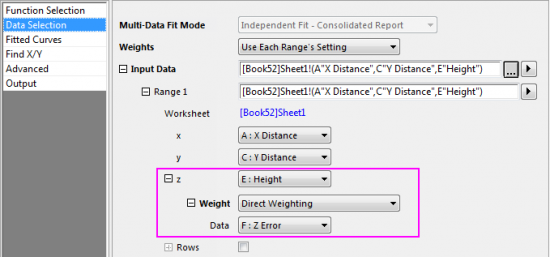 Function Selection
Data Selection
Fitted Curves
Find X/Y
Advanced
Output
Multi-Data Fit Mode Independent Fit - Consolidated Report
Weights Use Each Range's Setting
Input Data [Book52]Sheet1!(A"X Distance",C"Y Distance",E"Height") ...
Range 1 [Book52]Sheet1!(A"X Distance",C"Y Distance",E"Height")
Worksheet [Book52]Sheet1
x A : X Distance
y C : Y Distance
z E : Height
Weight Direct Weighting
Data F : Z Error
Rows